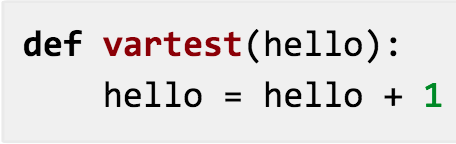 def vartest(hello):
    hello = hello + 1